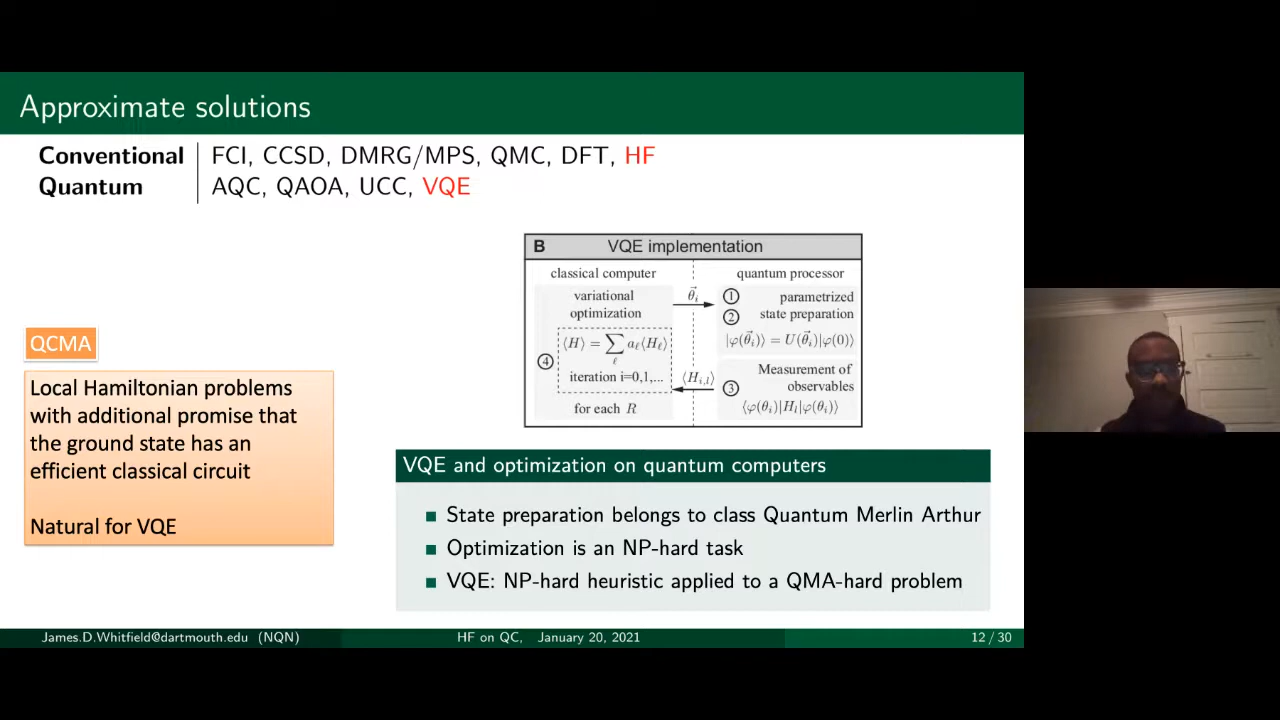 Approximate solutions
Conventional FCI, CCSD, DMRG/MPS, QMC, DFT, HF
Quantum AQC, QAOA, UCC, VQE
B VQE implementation
classical computer
quantum processor
variational
optimization
⟨H⟩ = ∑ℓ aℓ⟨Hℓ⟩
iteration i=0,1,...
④
for each R
θ⃗ᵢ
⟨Hᵢ,ₗ⟩
① parametrized
② state preparation
|φ(θ⃗ᵢ)⟩ = U(θ⃗ᵢ)|φ(0)⟩
Measurement of
③ observables
⟨φ(θᵢ)|Hₗ|φ(θᵢ)⟩
QCMA
Local Hamiltonian problems
with additional promise that
the ground state has an
efficient classical circuit
Natural for VQE
VQE and optimization on quantum computers
■ State preparation belongs to class Quantum Merlin Arthur
■ Optimization is an NP-hard task
■ VQE: NP-hard heuristic applied to a QMA-hard problem
James.D.Whitfield@dartmouth.edu (NQN) HF on QC, January 20, 2021 12 / 30